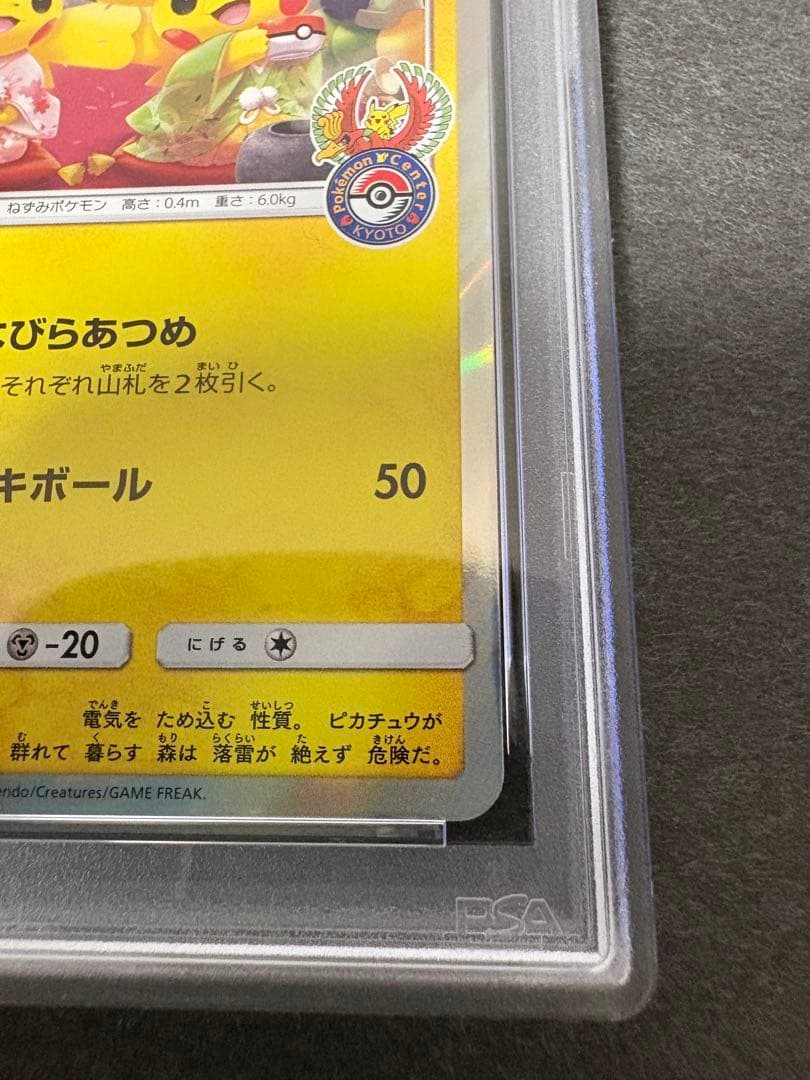 Pokémon Center
KYOTO
ねずみポケモン 高さ：0.4m 重さ：6.0kg
びらあつめ
やまふだ まい ひ
それぞれ山札を2枚引く。
キボール 50
-20 にげる
でんき こ せいしつ
電気を ため込む 性質。 ピカチュウが
む く もり らくらい た きけん
群れて 暮らす 森は 落雷が 絶えず 危険だ。
endo/Creatures/GAME FREAK.
PSA